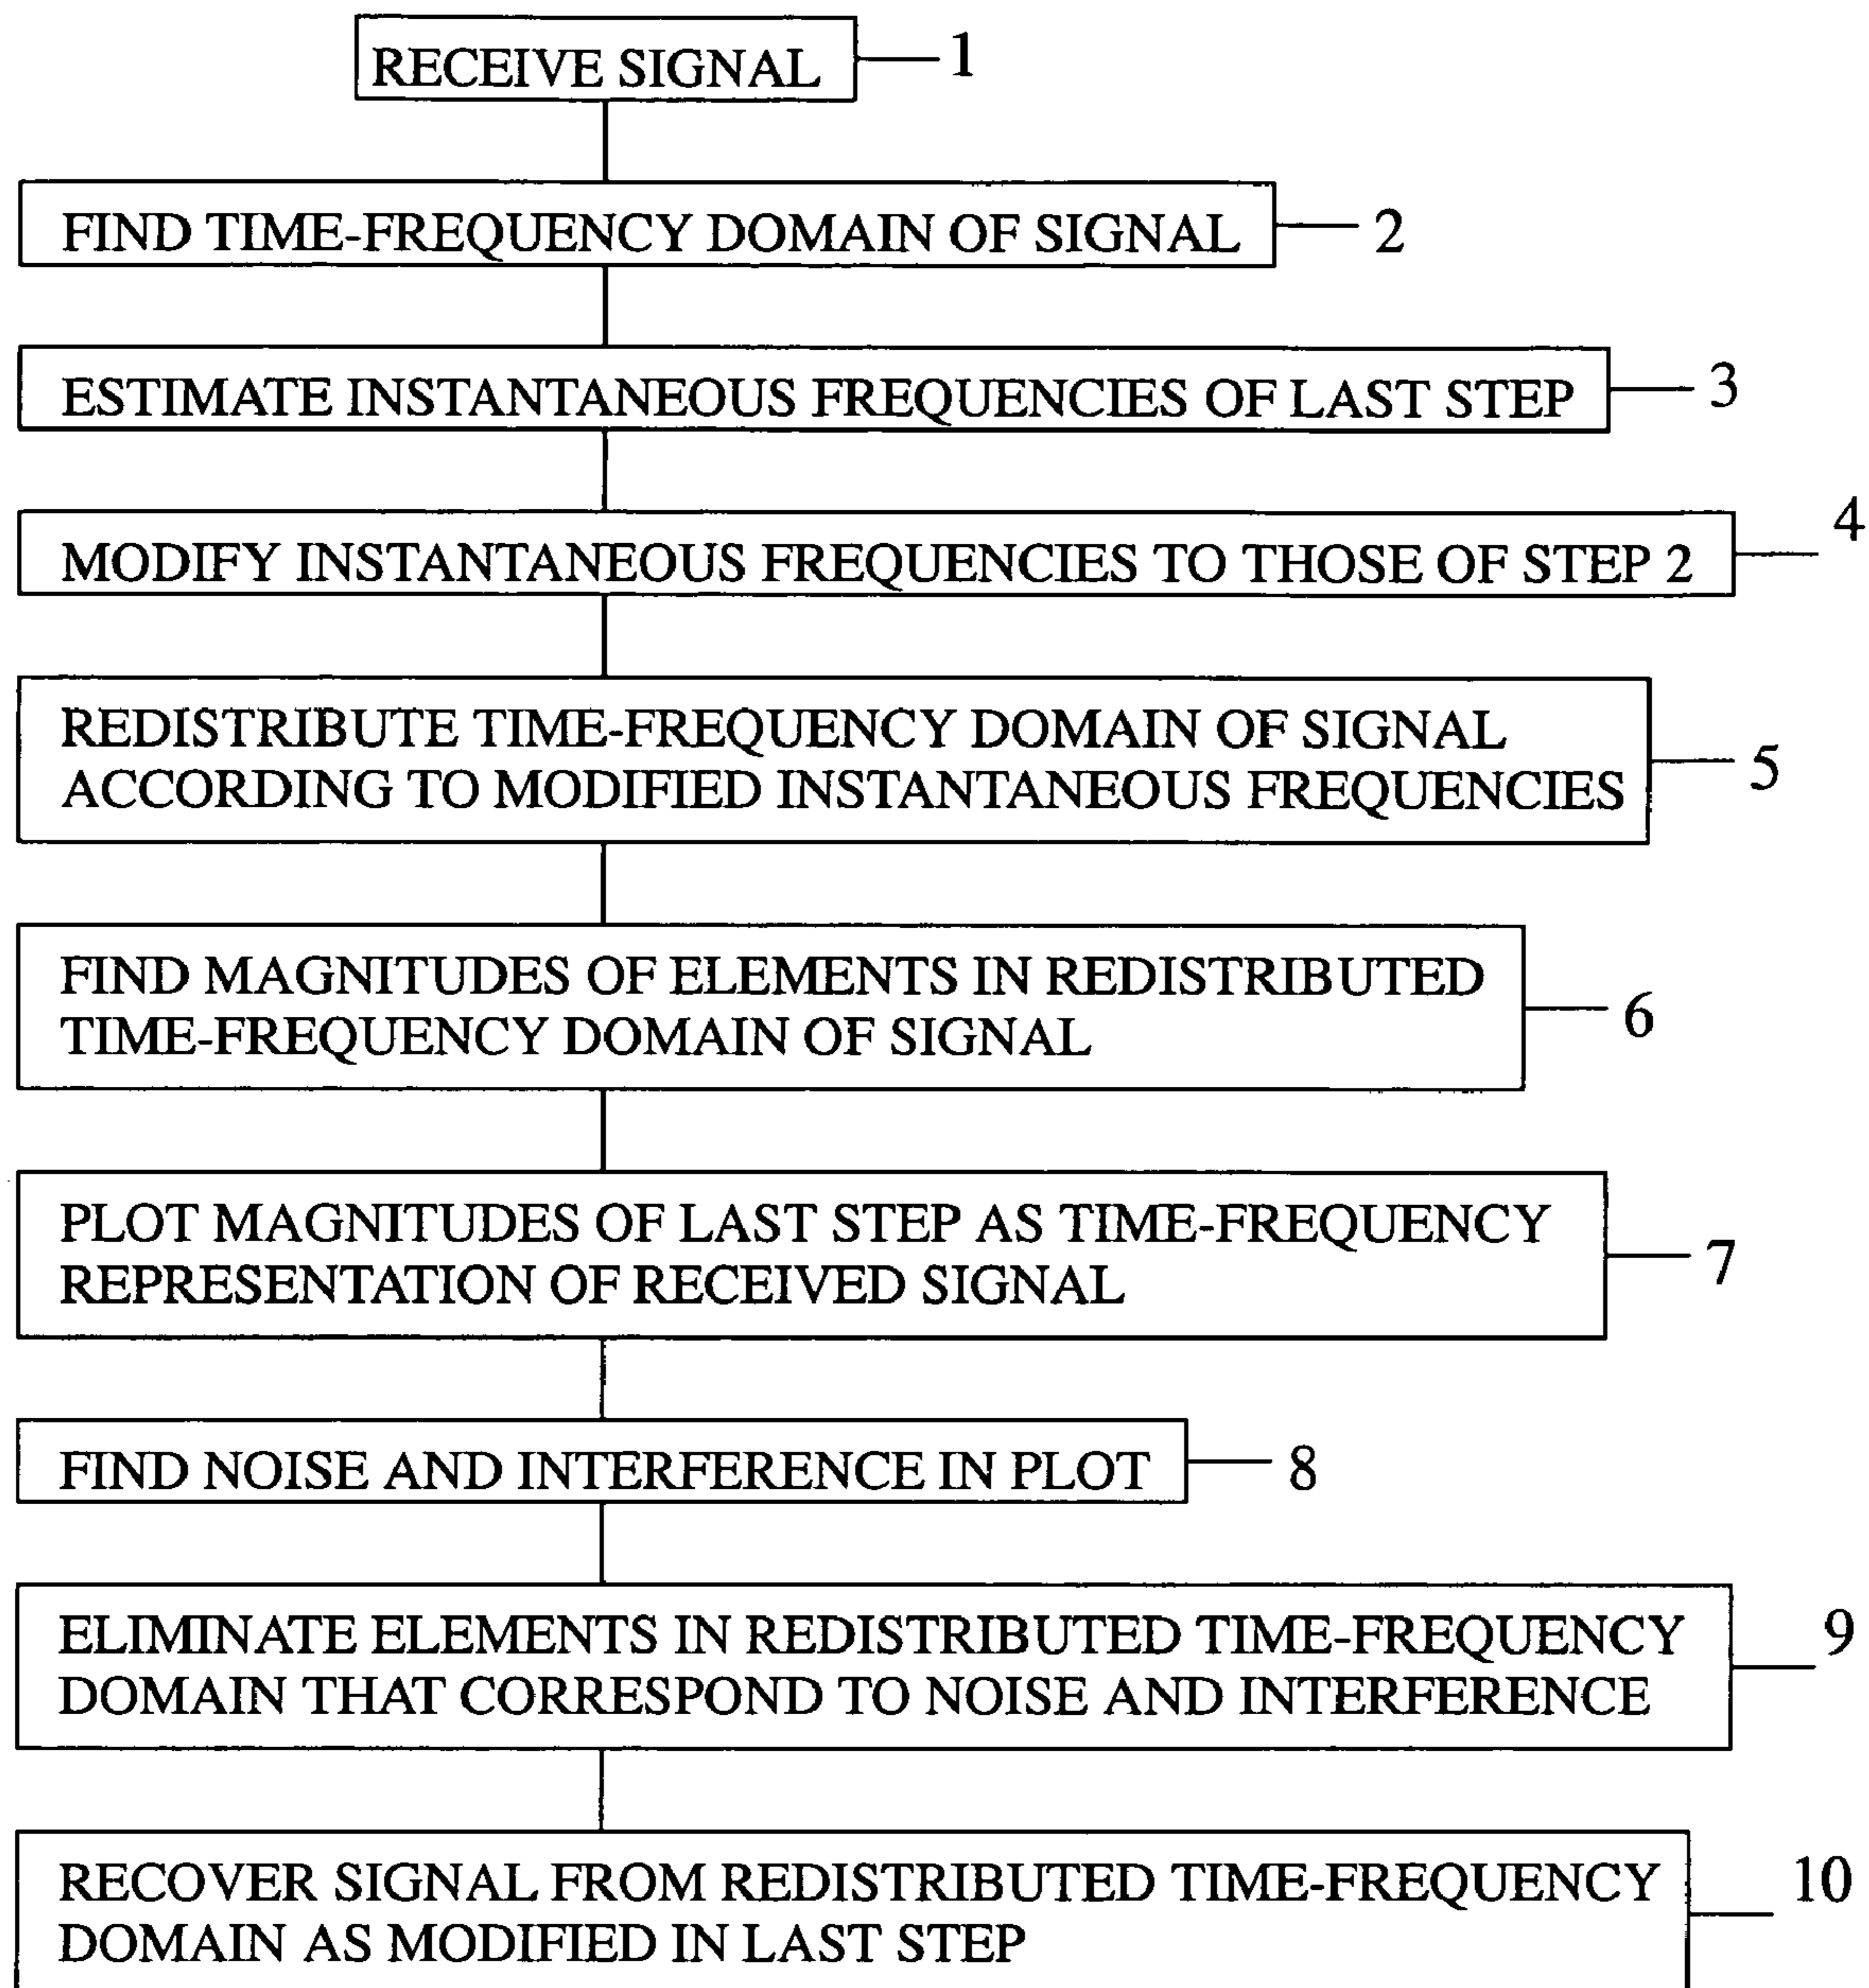 RECEIVE SIGNAL
1
FIND TIME-FREQUENCY DOMAIN OF SIGNAL
2
ESTIMATE INSTANTANEOUS FREQUENCIES OF LAST STEP
3
MODIFY INSTANTANEOUS FREQUENCIES TO THOSE OF STEP 2
4
REDISTRIBUTE TIME-FREQUENCY DOMAIN OF SIGNAL
ACCORDING TO MODIFIED INSTANTANEOUS FREQUENCIES
5
FIND MAGNITUDES OF ELEMENTS IN REDISTRIBUTED
TIME-FREQUENCY DOMAIN OF SIGNAL
6
PLOT MAGNITUDES OF LAST STEP AS TIME-FREQUENCY
REPRESENTATION OF RECEIVED SIGNAL
7
FIND NOISE AND INTERFERENCE IN PLOT
8
ELIMINATE ELEMENTS IN REDISTRIBUTED TIME-FREQUENCY
DOMAIN THAT CORRESPOND TO NOISE AND INTERFERENCE
9
RECOVER SIGNAL FROM REDISTRIBUTED TIME-FREQUENCY
DOMAIN AS MODIFIED IN LAST STEP
10